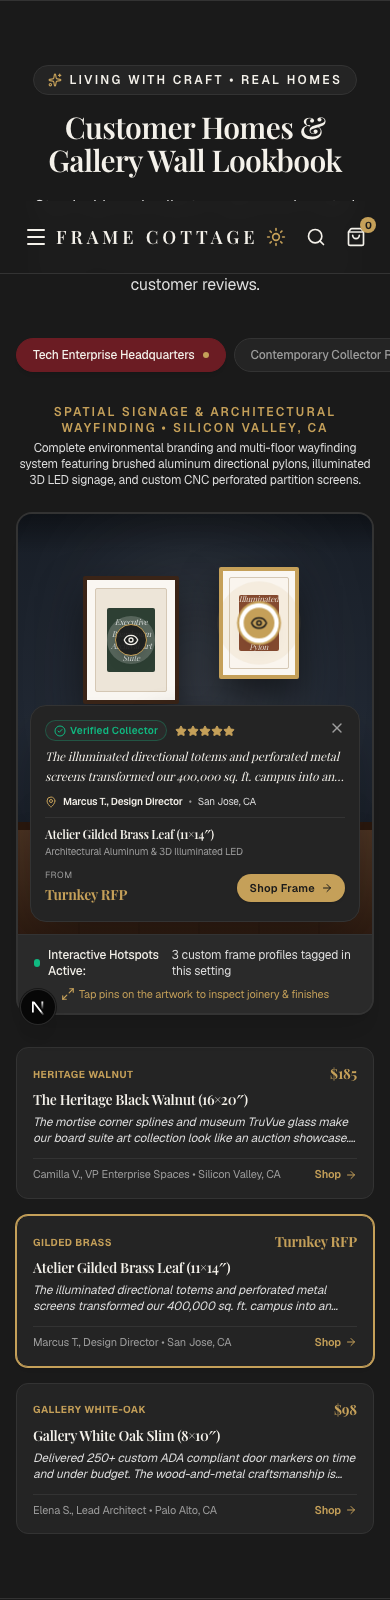 LIVING WITH CRAFT • REAL HOMES
Customer Homes &
Gallery Wall Lookbook
FRAME COTTAGE
0
customer reviews.
Tech Enterprise Headquarters
Contemporary Collector
SPATIAL SIGNAGE & ARCHITECTURAL
WAYFINDING • SILICON VALLEY, CA
Complete environmental branding and multi-floor wayfinding
system featuring brushed aluminum directional pylons, illuminated
3D LED signage, and custom CNC perforated partition screens.
Executive
Suite
Illuminated
Pylon
Verified Collector
The illuminated directional totems and perforated metal
screens transformed our 400,000 sq. ft. campus into an...
Marcus T., Design Director • San Jose, CA
Atelier Gilded Brass Leaf (11×14″)
Architectural Aluminum & 3D Illuminated LED
FROM
Turnkey RFP
Shop Frame →
Interactive Hotspots
Active:
3 custom frame profiles tagged in
this setting
N
Tap pins on the artwork to inspect joinery & finishes
HERITAGE WALNUT
$185
The Heritage Black Walnut (16×20″)
The mortise corner splines and museum TruVue glass make
our board suite art collection look like an auction showcase....
Camilla V., VP Enterprise Spaces • Silicon Valley, CA
Shop →
GILDED BRASS
Turnkey RFP
Atelier Gilded Brass Leaf (11×14″)
The illuminated directional totems and perforated metal
screens transformed our 400,000 sq. ft. campus into an...
Marcus T., Design Director • San Jose, CA
Shop →
GALLERY WHITE-OAK
$98
Gallery White Oak Slim (8×10″)
Delivered 250+ custom ADA compliant door markers on time
and under budget. The wood-and-metal craftsmanship is...
Elena S., Lead Architect • Palo Alto, CA
Shop →